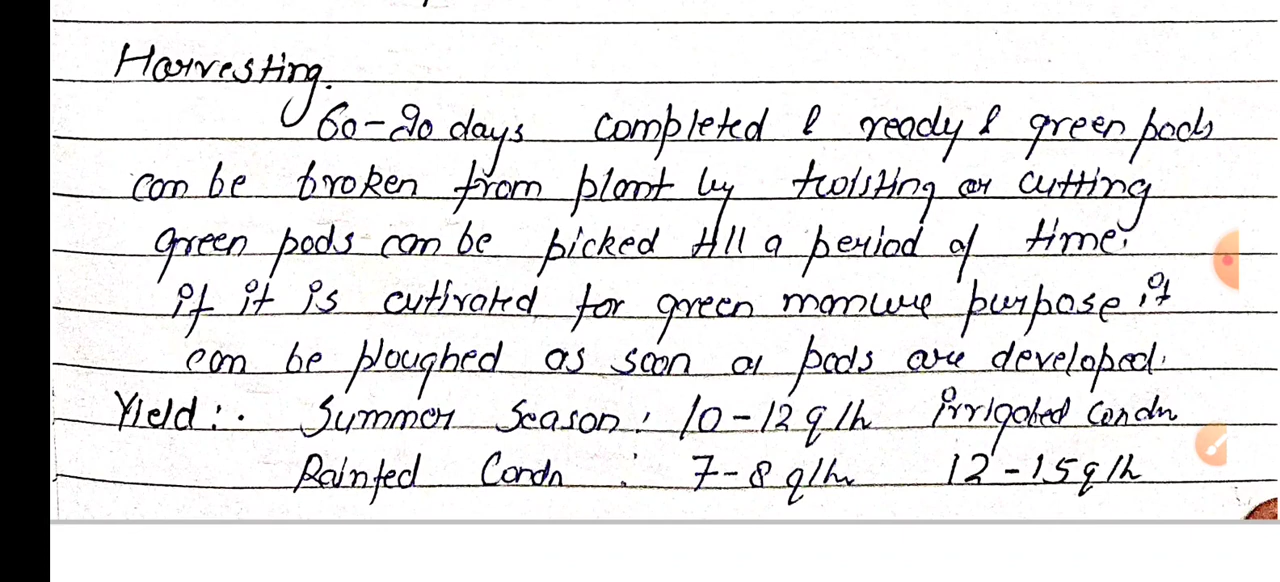 Harvesting.
60-90 days completed & ready & green pods
can be broken from plant by twisting or cutting
green pods can be picked till a period of time.
if it is cutivated for green manure purpose it
can be ploughed as soon as pods are developed.
Yield :. Summer Season : 10-12 q/h irrigated Condn
Rainfed Condn : 7-8 q/h 12-15 q/h